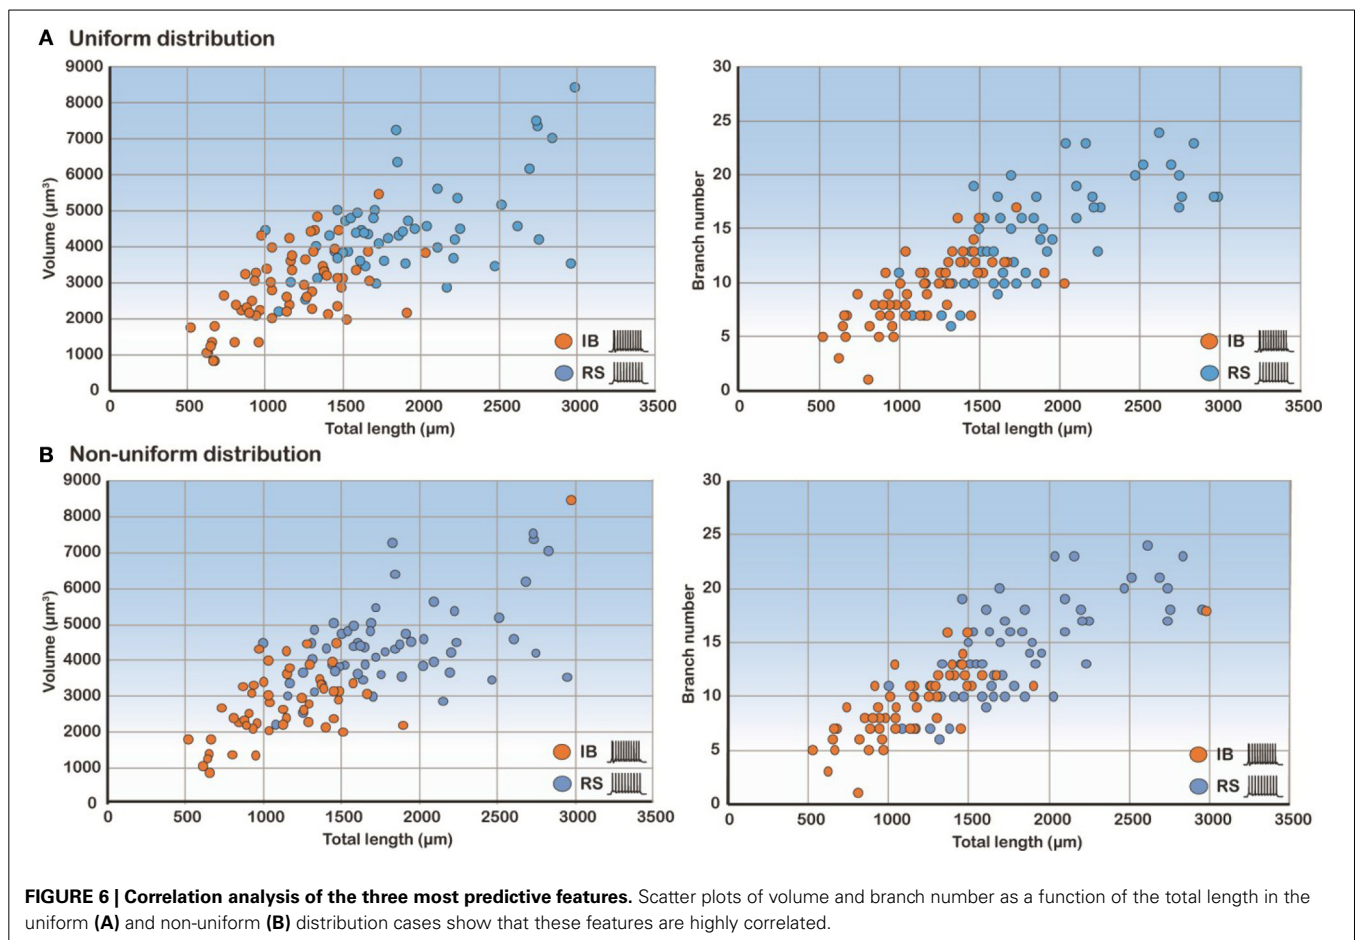 A Uniform distribution
9000
8000
7000
6000
5000
4000
3000
2000
1000
0
Volume (µm³)
0 500 1000 1500 2000 2500 3000 3500
Total length (µm)
IB
RS
30
25
20
15
10
5
0
Branch number
0 500 1000 1500 2000 2500 3000 3500
Total length (µm)
IB
RS
B Non-uniform distribution
9000
8000
7000
6000
5000
4000
3000
2000
1000
0
Volume (µm³)
0 500 1000 1500 2000 2500 3000 3500
Total length (µm)
IB
RS
30
25
20
15
10
5
0
Branch number
0 500 1000 1500 2000 2500 3000 3500
Total length (µm)
IB
RS
FIGURE 6 | Correlation analysis of the three most predictive features. Scatter plots of volume and branch number as a function of the total length in the
uniform (A) and non-uniform (B) distribution cases show that these features are highly correlated.